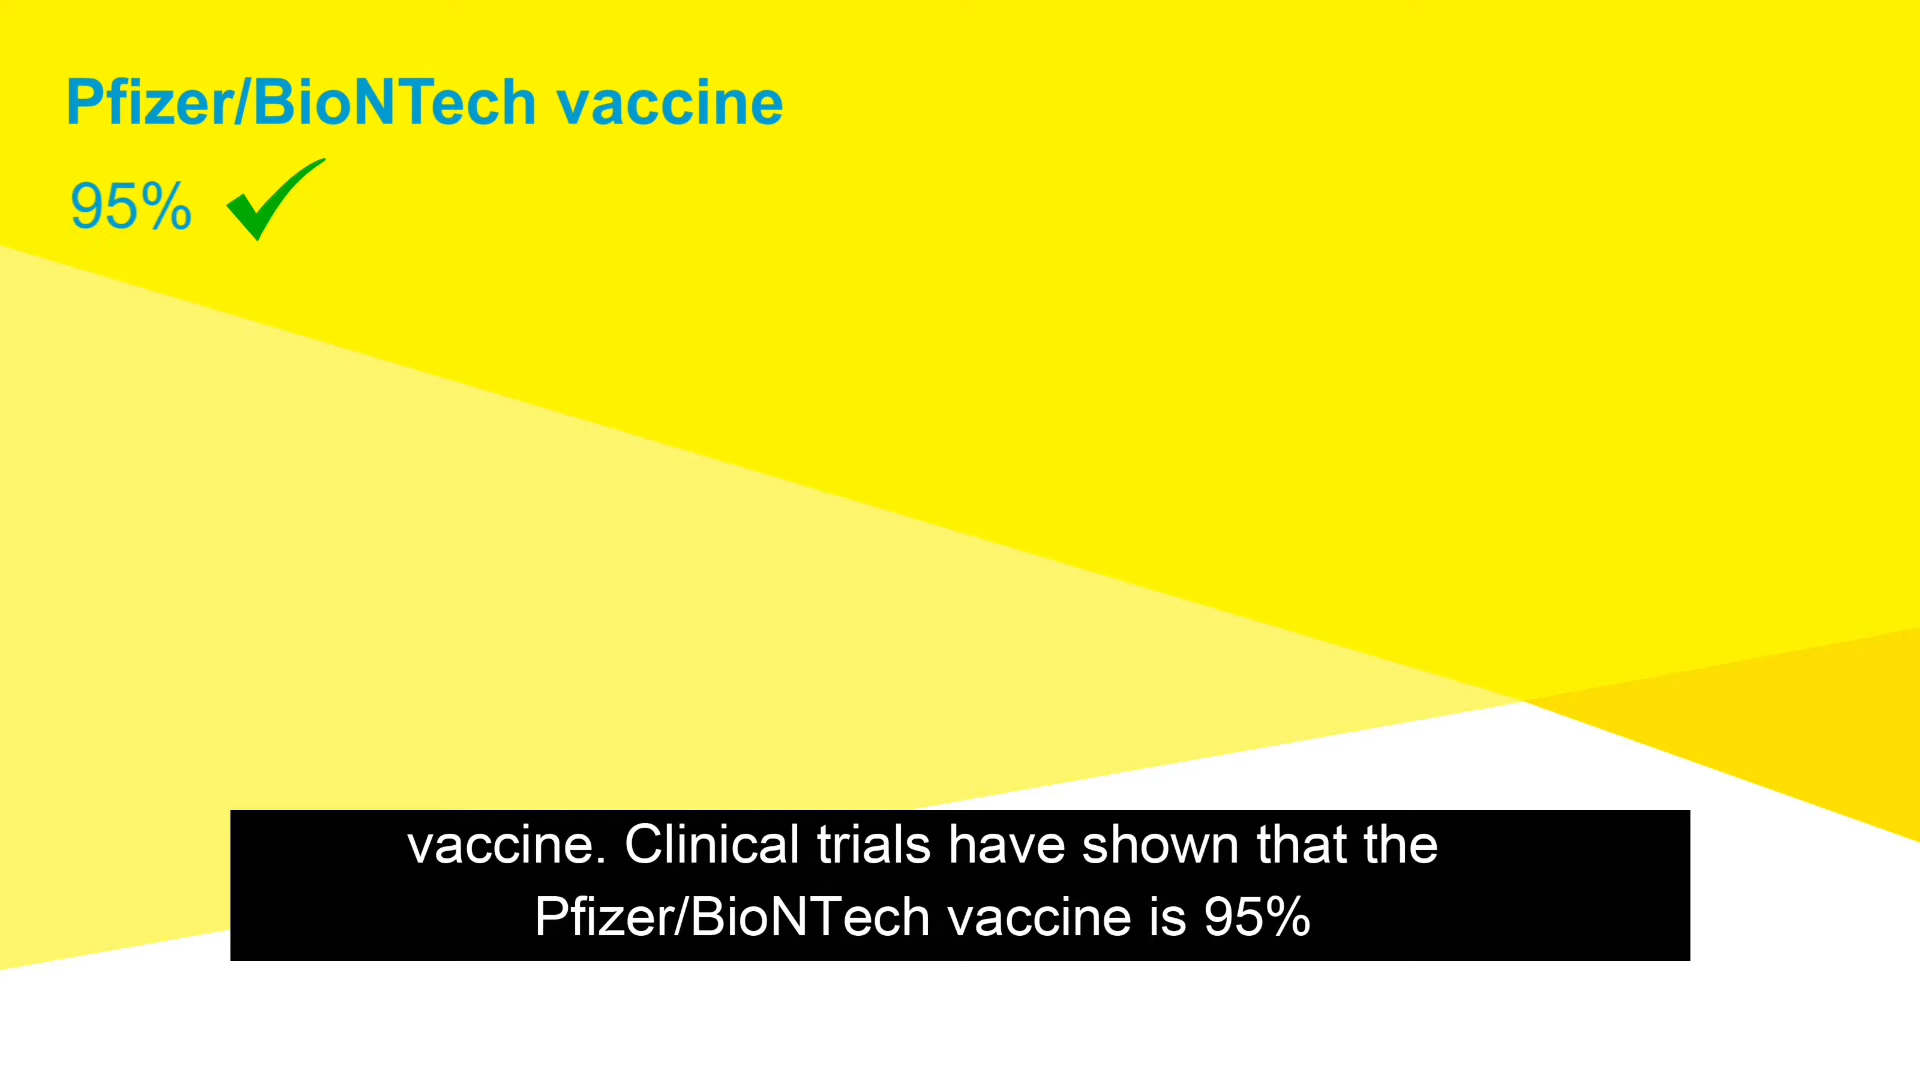 Pfizer/BioNTech vaccine
95%
vaccine. Clinical trials have shown that the
Pfizer/BioNTech vaccine is 95%